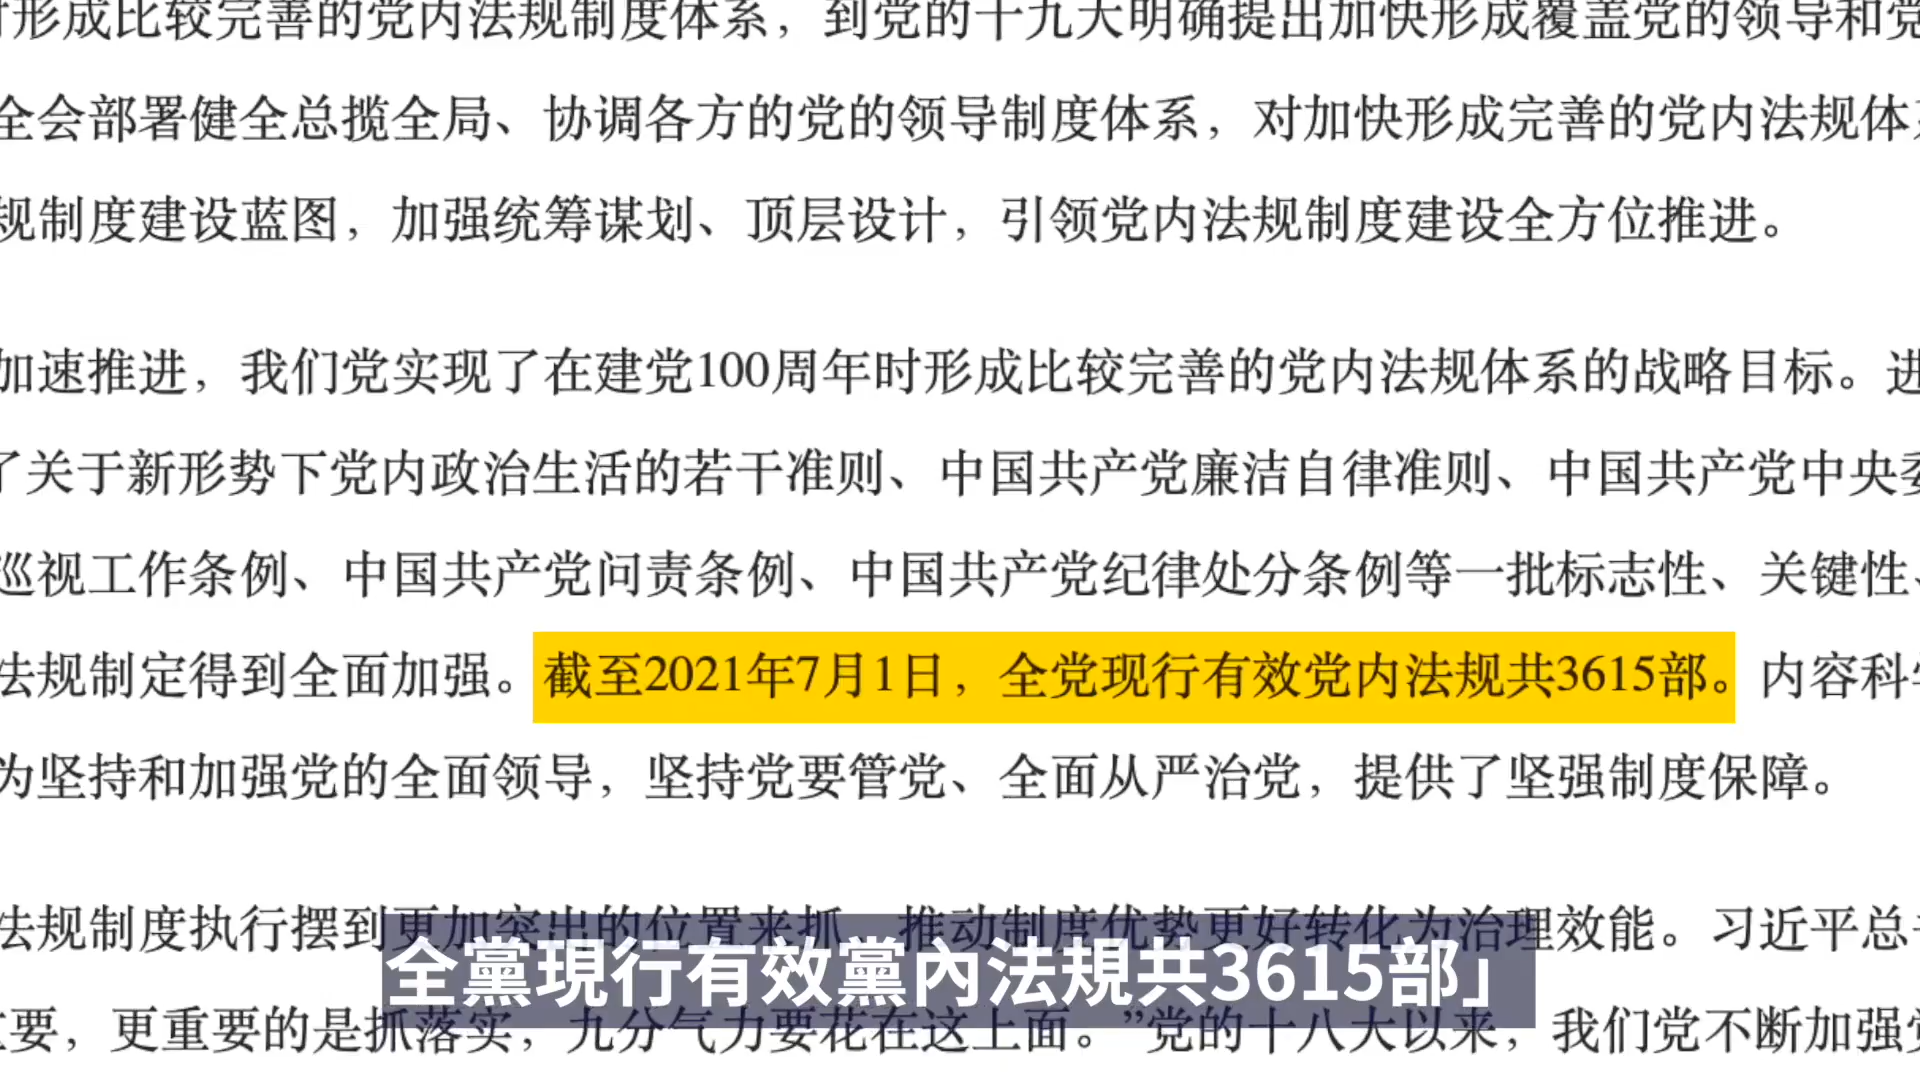 形成比较完善的党内法规制度体系，到党的十九大明确提出加快形成覆盖党的领导和党
全会部署健全总揽全局、协调各方的党的领导制度体系，对加快形成完善的党内法规体
规制度建设蓝图，加强统筹谋划、顶层设计，引领党内法规制度建设全方位推进。
加速推进，我们党实现了在建党100周年时形成比较完善的党内法规体系的战略目标。进
了关于新形势下党内政治生活的若干准则、中国共产党廉洁自律准则、中国共产党中央委
巡视工作条例、中国共产党问责条例、中国共产党纪律处分条例等一批标志性、关键性、
法规制定得到全面加强。截至2021年7月1日，全党现行有效党内法规共3615部。内容科学
为坚持和加强党的全面领导，坚持党要管党、全面从严治党，提供了坚强制度保障。
法规制度执行摆到更加突出的位置来抓，推动制度优势更好转化为治理效能。习近平总书
全黨現行有效黨內法規共3615部」
重要，更重要的是抓落实，九分气力要花在这上面。”党的十八大以来，我们党不断加强党